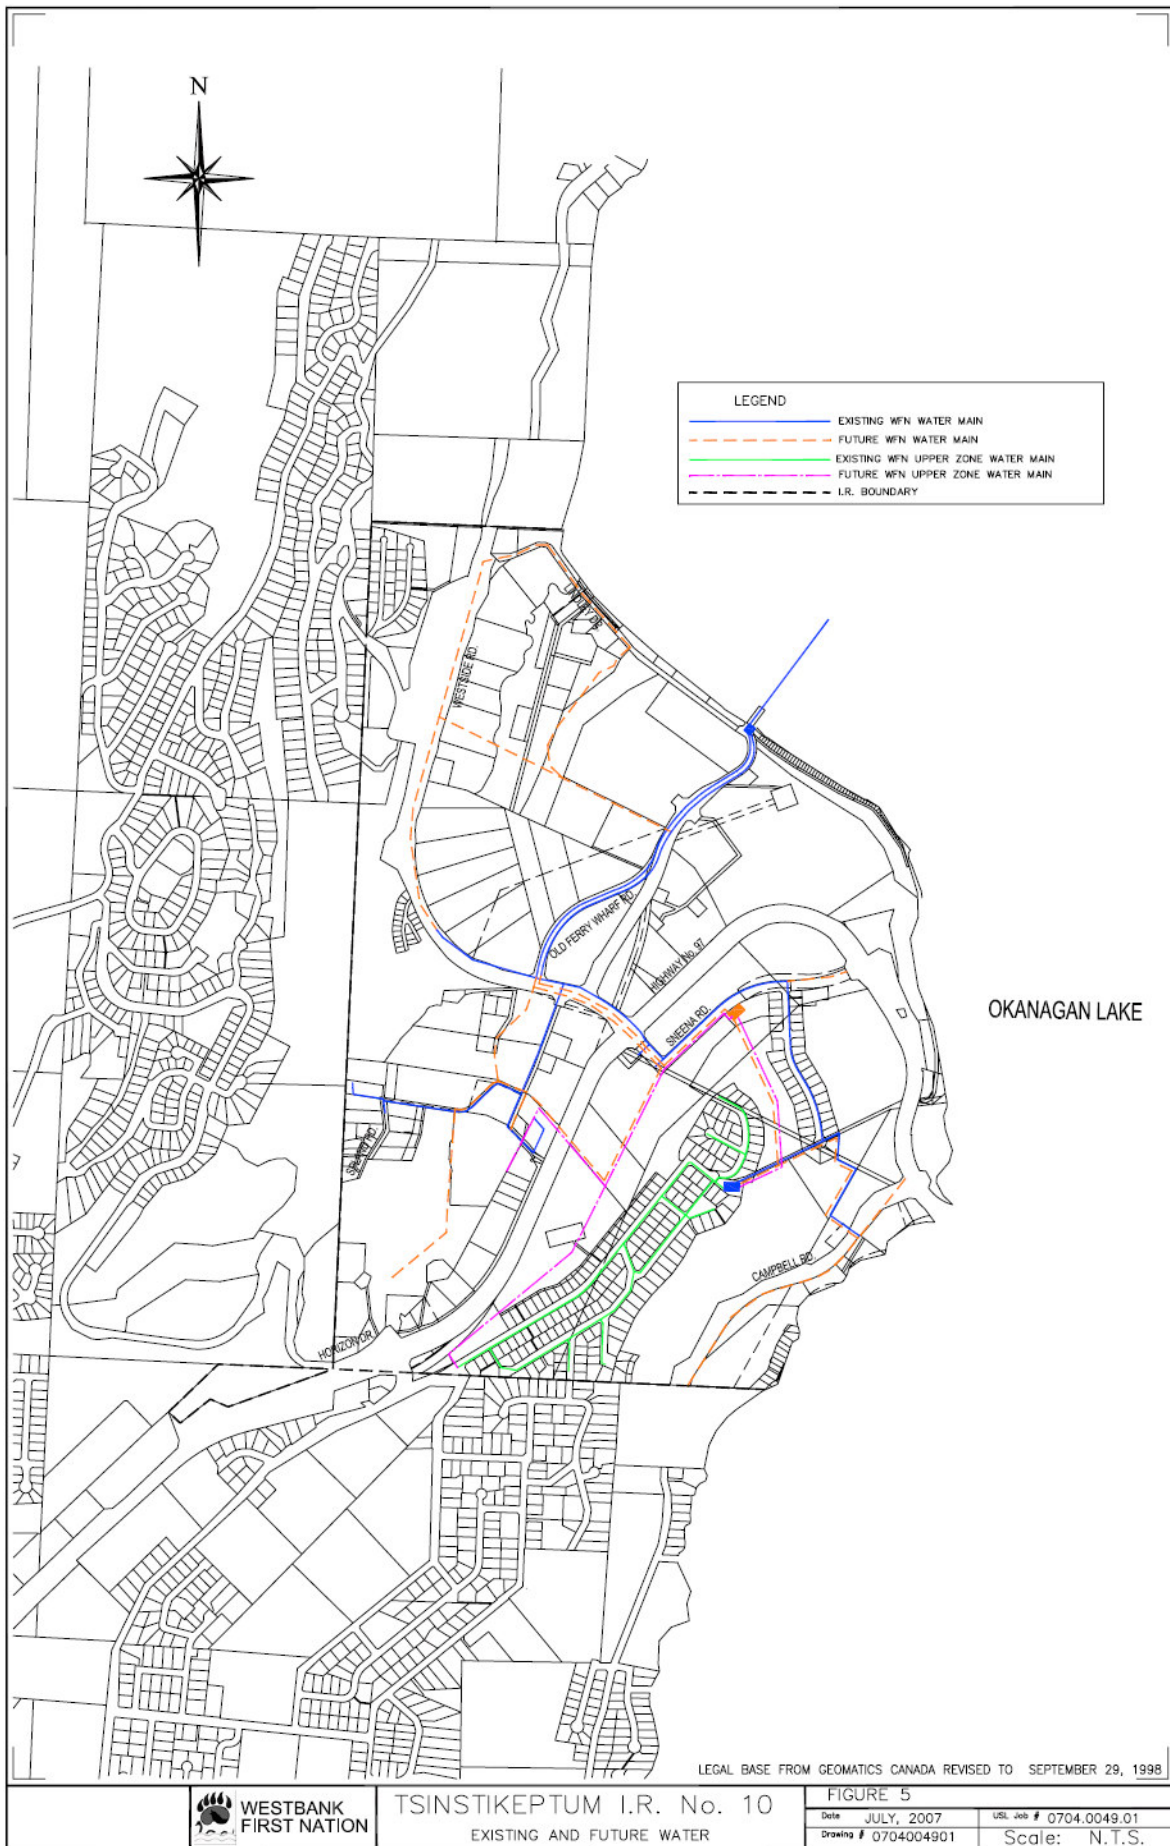 N
LEGEND
EXISTING WFN WATER MAIN
FUTURE WFN WATER MAIN
EXISTING WFN UPPER ZONE WATER MAIN
FUTURE WFN UPPER ZONE WATER MAIN
I.R. BOUNDARY
WESTSIDE RD.
OLD FERRY WHARF RD.
HIGHWAY No. 97
SNEENA RD.
OKANAGAN LAKE
CAMPBELL RD.
HORIZON DR.
LEGAL BASE FROM GEOMATICS CANADA REVISED TO SEPTEMBER 29, 1998
WESTBANK
FIRST NATION
TSINSTIKEPTUM I.R. No. 10
EXISTING AND FUTURE WATER
FIGURE 5
Date JULY, 2007
USL Job # 0704.0049.01
Drawing # 0704004901
Scale: N.T.S.